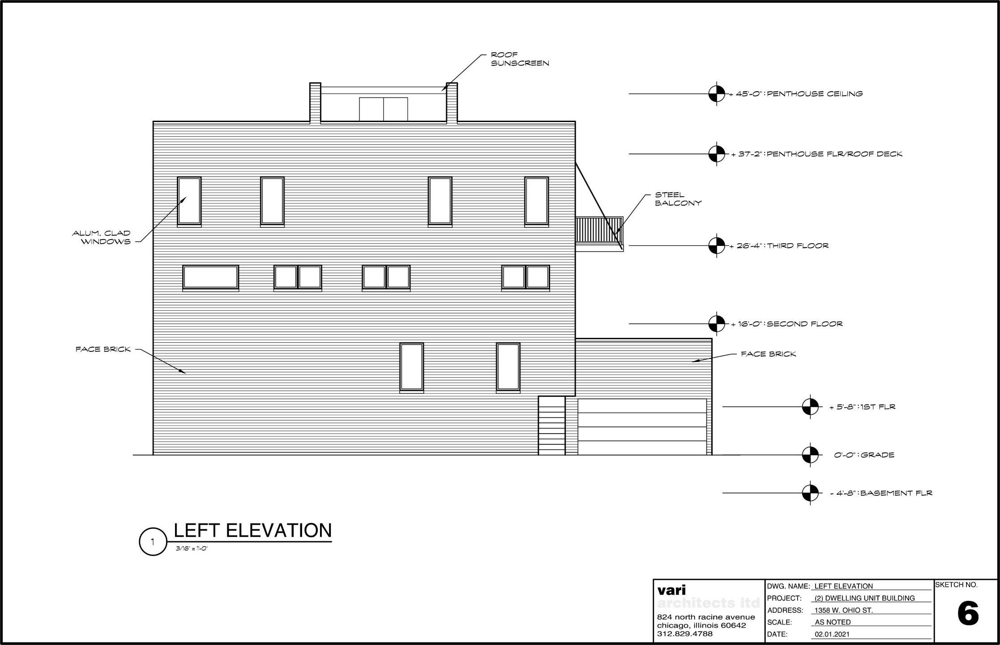 ROOF
SUNSCREEN
+ 45'-0" : PENTHOUSE CEILING
+ 37'-2" : PENTHOUSE FLR/ROOF DECK
STEEL
BALCONY
ALUM. CLAD
WINDOWS
+ 26'-4" : THIRD FLOOR
+ 16'-0" : SECOND FLOOR
FACE BRICK
FACE BRICK
+ 5'-8" : 1ST FLR
0'-0" : GRADE
- 4'-8" : BASEMENT FLR
1
LEFT ELEVATION
3/16" = 1'-0"
vari
architects ltd
824 north racine avenue
chicago, illinois 60642
312.829.4788
DWG. NAME: LEFT ELEVATION
PROJECT: (2) DWELLING UNIT BUILDING
ADDRESS: 1358 W. OHIO ST.
SCALE: AS NOTED
DATE: 02.01.2021
SKETCH NO.
6